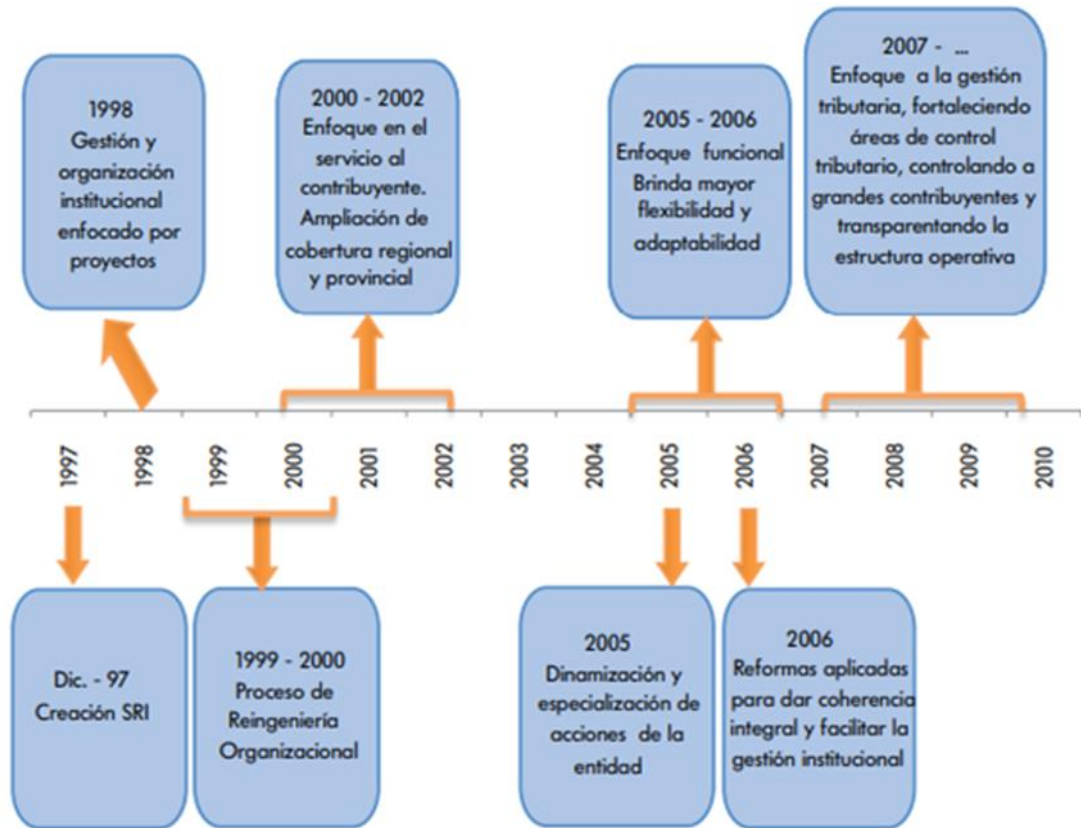 1998
Gestión y
organización
institucional
enfocado por
proyectos
2000 - 2002
Enfoque en el
servicio al
contribuyente.
Ampliación de
cobertura regional
y provincial
2005 - 2006
Enfoque funcional
Brinda mayor
flexibilidad y
adaptabilidad
2007 - ...
Enfoque a la gestión
tributaria, fortaleciendo
áreas de control
tributario, controlando a
grandes contribuyentes y
transparentando la
estructura operativa
1997
1998
1999
2000
2001
2002
2003
2004
2005
2006
2007
2008
2009
2010
Dic. - 97
Creación SRI
1999 - 2000
Proceso de
Reingeniería
Organizacional
2005
Dinamización y
especialización de
acciones de la
entidad
2006
Reformas aplicadas
para dar coherencia
integral y facilitar la
gestión institucional